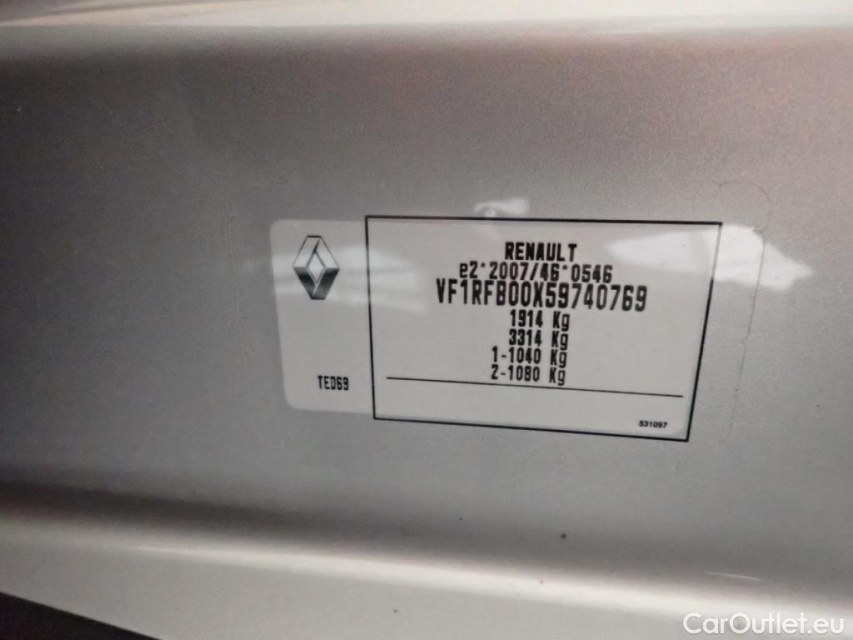 RENAULT
e2*2007/46*0546
VF1RFB00X59740769
1914 Kg
3314 Kg
1-1040 Kg
2-1080 Kg
TED69
531097
CarOutlet.eu